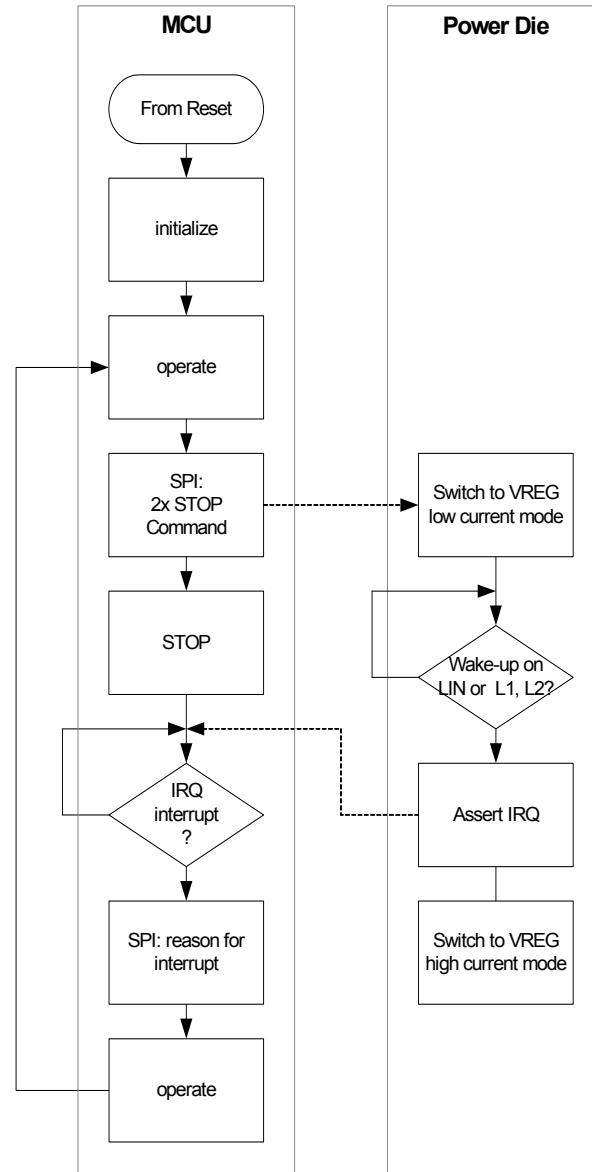 MCU
From Reset
initialize
operate
SPI:
2x STOP
Command
STOP
IRQ
interrupt
?
SPI: reason for
interrupt
operate
Power Die
Switch to VREG
low current mode
Wake-up on
LIN or L1, L2?
Assert IRQ
Switch to VREG
high current mode